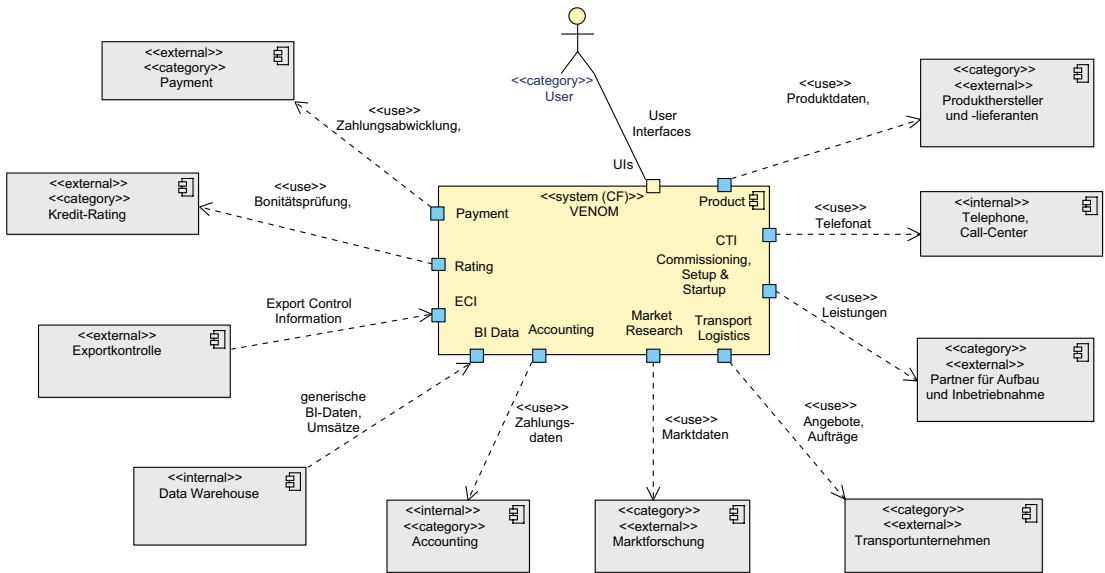 <<external>>
<<category>>
Payment
<<use>>
Zahlungsabwicklung,
<<category>>
User
User
Interfaces
<<use>>
Produktdaten,
<<category>>
<<external>>
Produkthersteller
und -lieferanten
<<external>>
<<category>>
Kredit-Rating
<<use>>
Bonitätsprüfung,
UIs
<<system (CF)>>
VENOM
Product
Payment
Rating
ECI
BI Data
Accounting
Market
Research
Transport
Logistics
CTI
Commissioning,
Setup &
Startup
<<use>>
Telefonat
<<internal>>
Telephone,
Call-Center
<<external>>
Exportkontrolle
Export Control
Information
<<use>>
Leistungen
<<category>>
<<external>>
Partner für Aufbau
und Inbetriebnahme
generische
BI-Daten,
Umsätze
<<use>>
Zahlungs-
daten
<<use>>
Marktdaten
<<use>>
Angebote,
Aufträge
<<internal>>
Data Warehouse
<<internal>>
<<category>>
Accounting
<<category>>
<<external>>
Marktforschung
<<category>>
<<external>>
Transportunternehmen